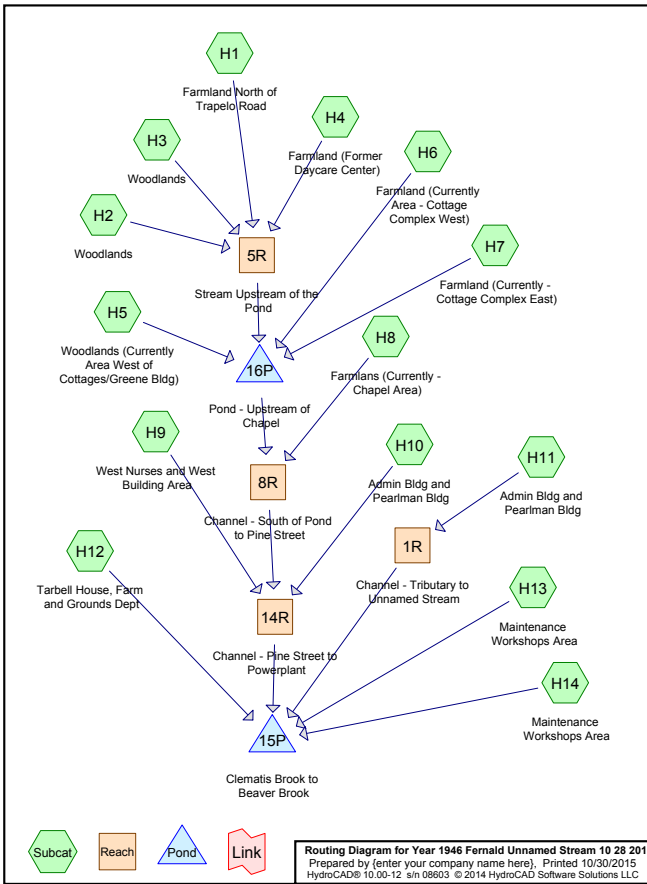 H1
Farmland North of
Trapelo Road
H3
Woodlands
H4
Farmland (Former
Daycare Center)
H6
Farmland (Currently
Area - Cottage
Complex West)
H2
Woodlands
5R
Stream Upstream of the
Pond
H7
Farmland (Currently -
Cottage Complex East)
H5
Woodlands (Currently
Area West of
Cottages/Greene Bldg)
16P
Pond - Upstream of
Chapel
H8
Farmlans (Currently -
Chapel Area)
H9
West Nurses and West
Building Area
8R
Channel - South of Pond
to Pine Street
H10
Admin Bldg and
Pearlman Bldg
H11
Admin Bldg and
Pearlman Bldg
H12
Tarbell House, Farm
and Grounds Dept
1R
Channel - Tributary to
Unnamed Stream
14R
Channel - Pine Street to
Powerplant
H13
Maintenance
Workshops Area
H14
Maintenance
Workshops Area
15P
Clematis Brook to
Beaver Brook
Subcat
Reach
Pond
Link
Routing Diagram for Year 1946 Fernald Unnamed Stream 10 28 201
Prepared by {enter your company name here}, Printed 10/30/2015
HydroCAD® 10.00-12 s/n 08603 © 2014 HydroCAD Software Solutions LLC